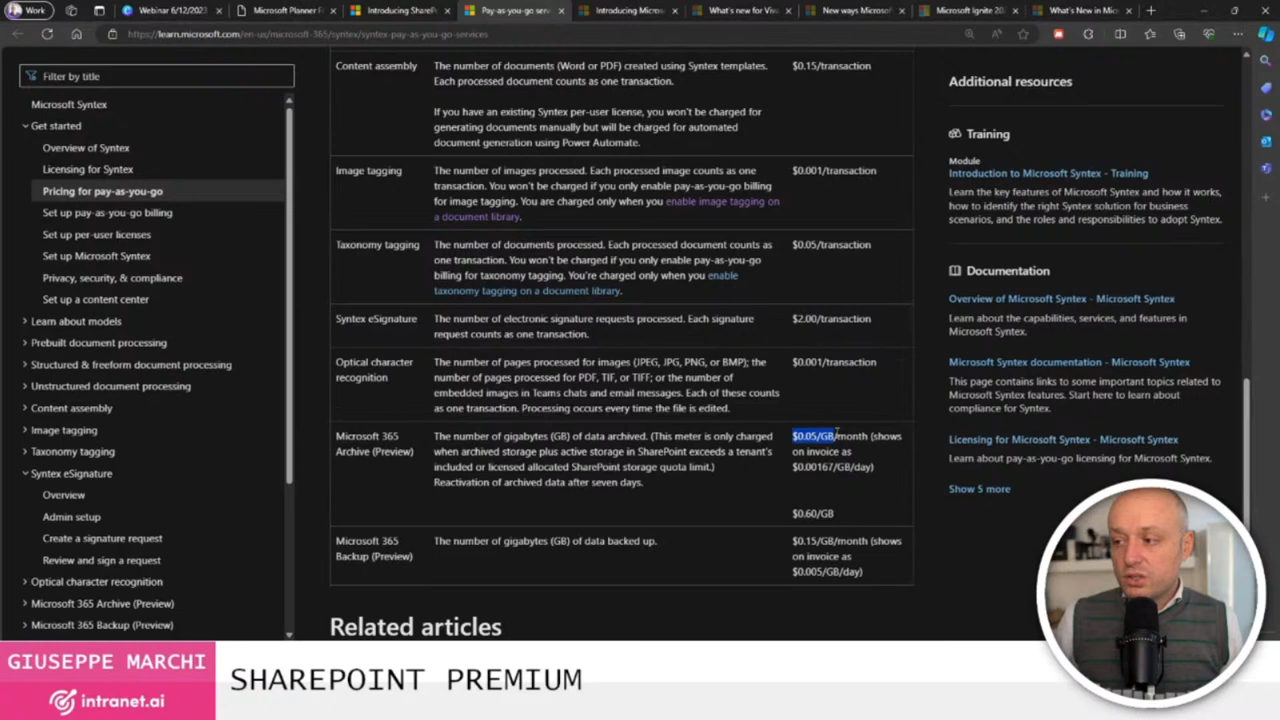 Work
Webinar 6/12/2023
Microsoft Planner F
Introducing ShareP
Pay-as-you-go serv
Introducing Micros
What's new for Viv
New ways Microsof
Microsoft Ignite 20
What's New in Micr
https://learn.microsoft.com/en-us/microsoft-365/syntex/syntex-pay-as-you-go-services
Filter by title
Microsoft Syntex
Get started
Overview of Syntex
Licensing for Syntex
Pricing for pay-as-you-go
Set up pay-as-you-go billing
Set up per-user licenses
Set up Microsoft Syntex
Privacy, security, & compliance
Set up a content center
Learn about models
Prebuilt document processing
Structured & freeform document processing
Unstructured document processing
Content assembly
Image tagging
Taxonomy tagging
Syntex eSignature
Overview
Admin setup
Create a signature request
Review and sign a request
Optical character recognition
Microsoft 365 Archive (Preview)
Microsoft 365 Backup (Preview)
Content assembly
The number of documents (Word or PDF) created using Syntex templates.
Each processed document counts as one transaction.
If you have an existing Syntex per-user license, you won't be charged for
generating documents manually but will be charged for automated
document generation using Power Automate.
$0.15/transaction
Image tagging
The number of images processed. Each processed image counts as one
transaction. You won't be charged if you only enable pay-as-you-go billing
for image tagging. You are charged only when you enable image tagging on
a document library.
$0.001/transaction
Taxonomy tagging
The number of documents processed. Each processed document counts as
one transaction. You won't be charged if you only enable pay-as-you-go
billing for taxonomy tagging. You're charged only when you enable
taxonomy tagging on a document library.
$0.05/transaction
Syntex eSignature
The number of electronic signature requests processed. Each signature
request counts as one transaction.
$2.00/transaction
Optical character
recognition
The number of pages processed for images (JPEG, JPG, PNG, or BMP); the
number of pages processed for PDF, TIF, or TIFF; or the number of
embedded images in Teams chats and email messages. Each of these counts
as one transaction. Processing occurs every time the file is edited.
$0.001/transaction
Microsoft 365
Archive (Preview)
The number of gigabytes (GB) of data archived. (This meter is only charged
when archived storage plus active storage in SharePoint exceeds a tenant's
included or licensed allocated SharePoint storage quota limit.)
Reactivation of archived data after seven days.
$0.05/GB/month (shows
on invoice as
$0.00167/GB/day)
$0.60/GB
Microsoft 365
Backup (Preview)
The number of gigabytes (GB) of data backed up.
$0.15/GB/month (shows
on invoice as
$0.005/GB/day)
Related articles
Additional resources
Training
Module
Introduction to Microsoft Syntex - Training
Learn the key features of Microsoft Syntex and how it works,
how to identify the right Syntex solution for business
scenarios, and the roles and responsibilities to adopt Syntex.
Documentation
Overview of Microsoft Syntex - Microsoft Syntex
Learn about the capabilities, services, and features in
Microsoft Syntex.
Microsoft Syntex documentation - Microsoft Syntex
This page contains links to some important topics related to
Microsoft Syntex features. Start here to learn about
compliance for Syntex.
Licensing for Microsoft Syntex - Microsoft Syntex
Learn about pay-as-you-go licensing for Microsoft Syntex.
Show 5 more
GIUSEPPE MARCHI
intranet.ai
SHAREPOINT PREMIUM